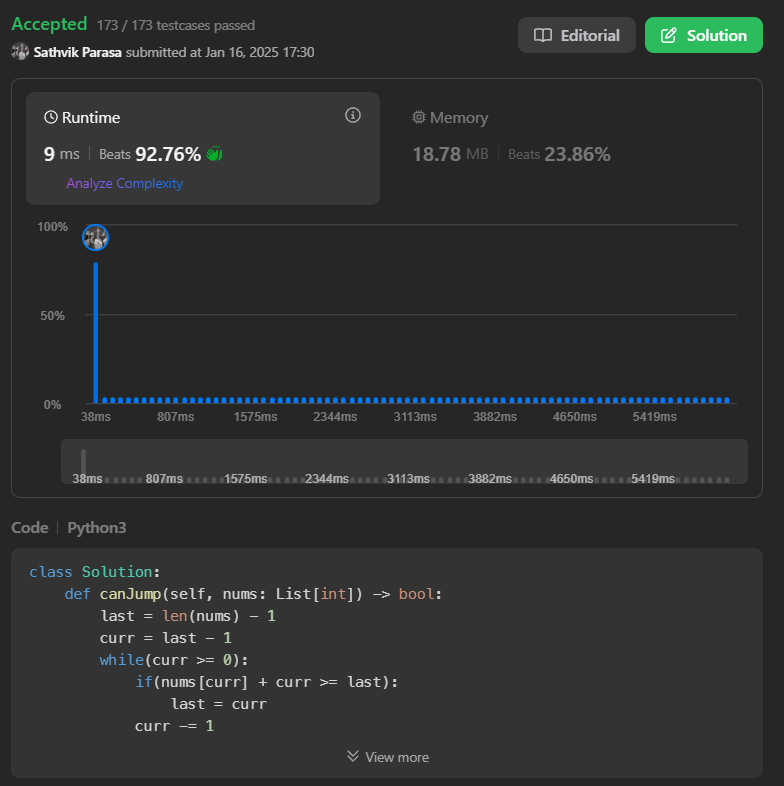 Accepted 173 / 173 testcases passed
Editorial
Solution
Sathvik Parasa submitted at Jan 16, 2025 17:30
Runtime
9 ms | Beats 92.76%
Analyze Complexity
Memory
18.78 MB | Beats 23.86%
100%
50%
0%
38ms 807ms 1575ms 2344ms 3113ms 3882ms 4650ms 5419ms
38ms 807ms 1575ms 2344ms 3113ms 3882ms 4650ms 5419ms
Code | Python3
class Solution:
    def canJump(self, nums: List[int]) -> bool:
        last = len(nums) - 1
        curr = last - 1
        while(curr >= 0):
            if(nums[curr] + curr >= last):
                last = curr
            curr -= 1
View more